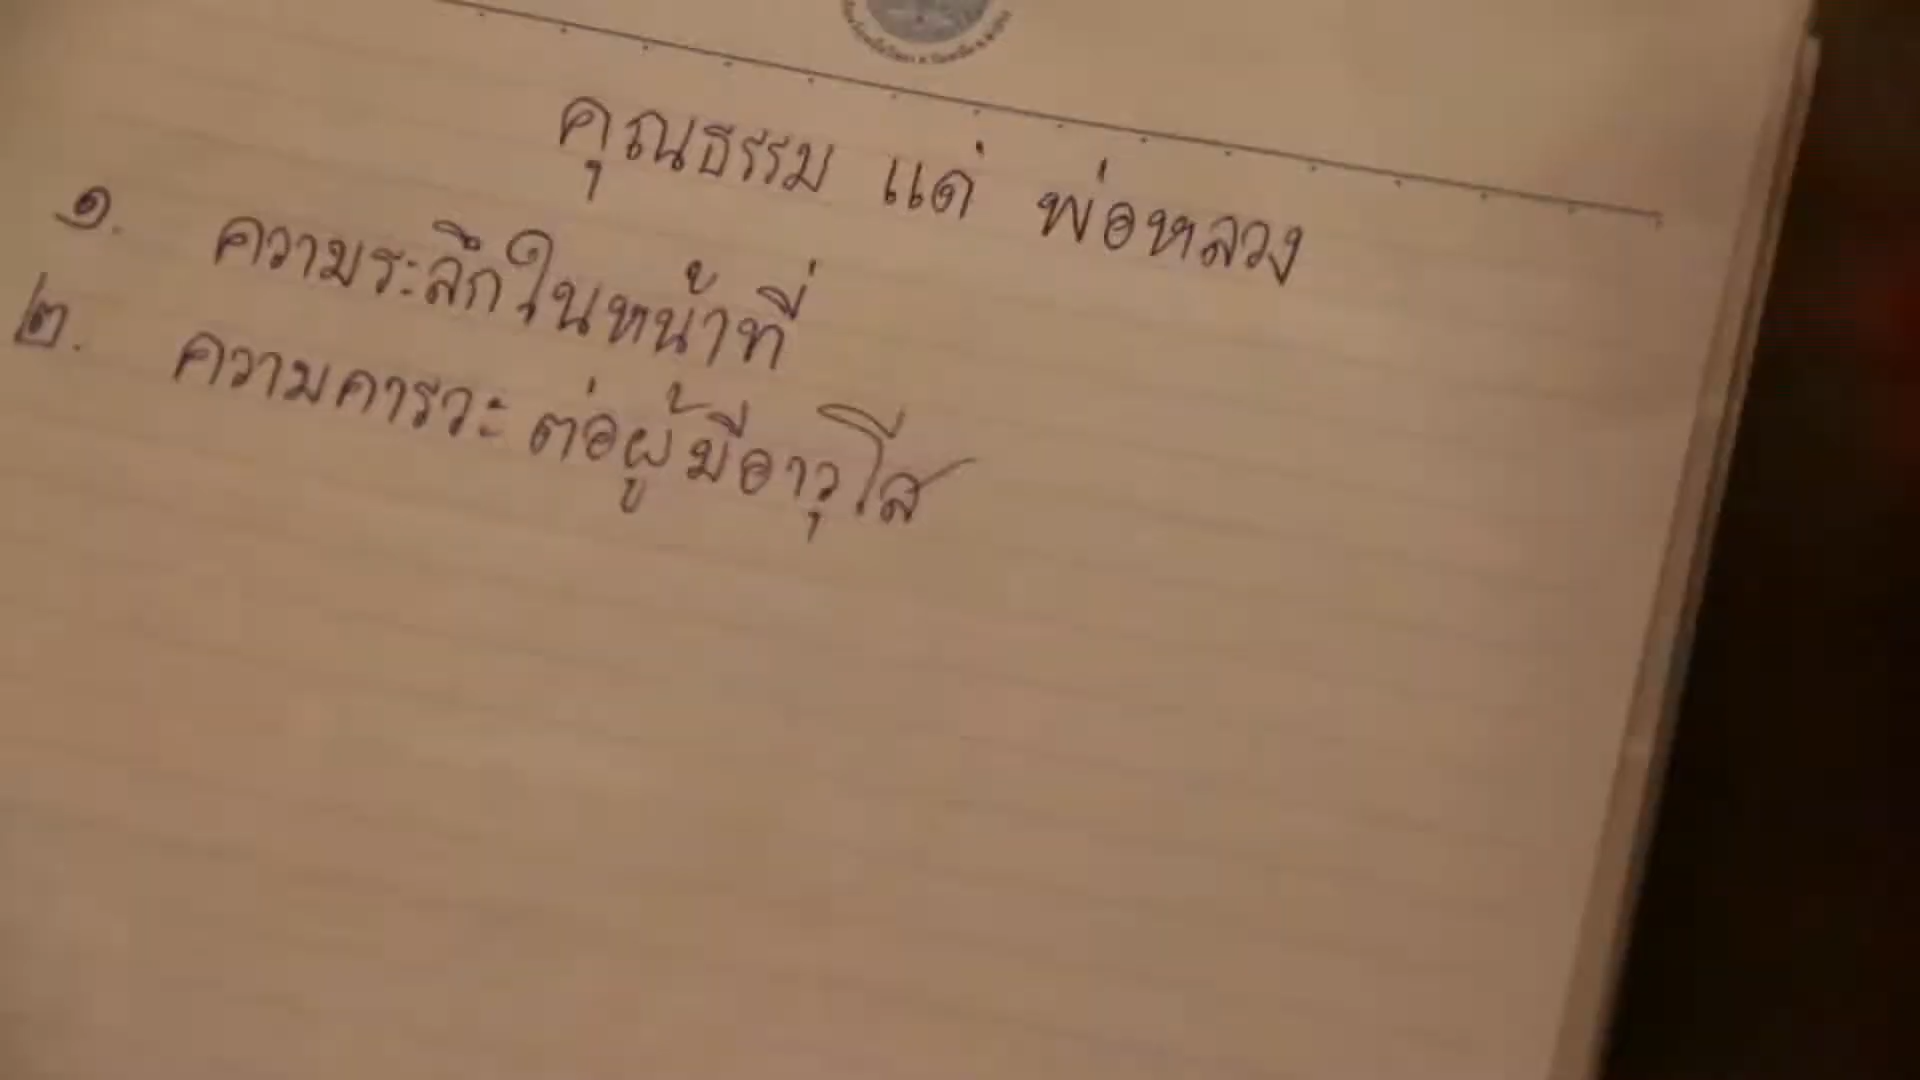 คุณธรรม แด่ พ่อหลวง
๑. ความระลึกในหน้าที่
๒. ความคารวะ ต่อผู้มีอาวุโส